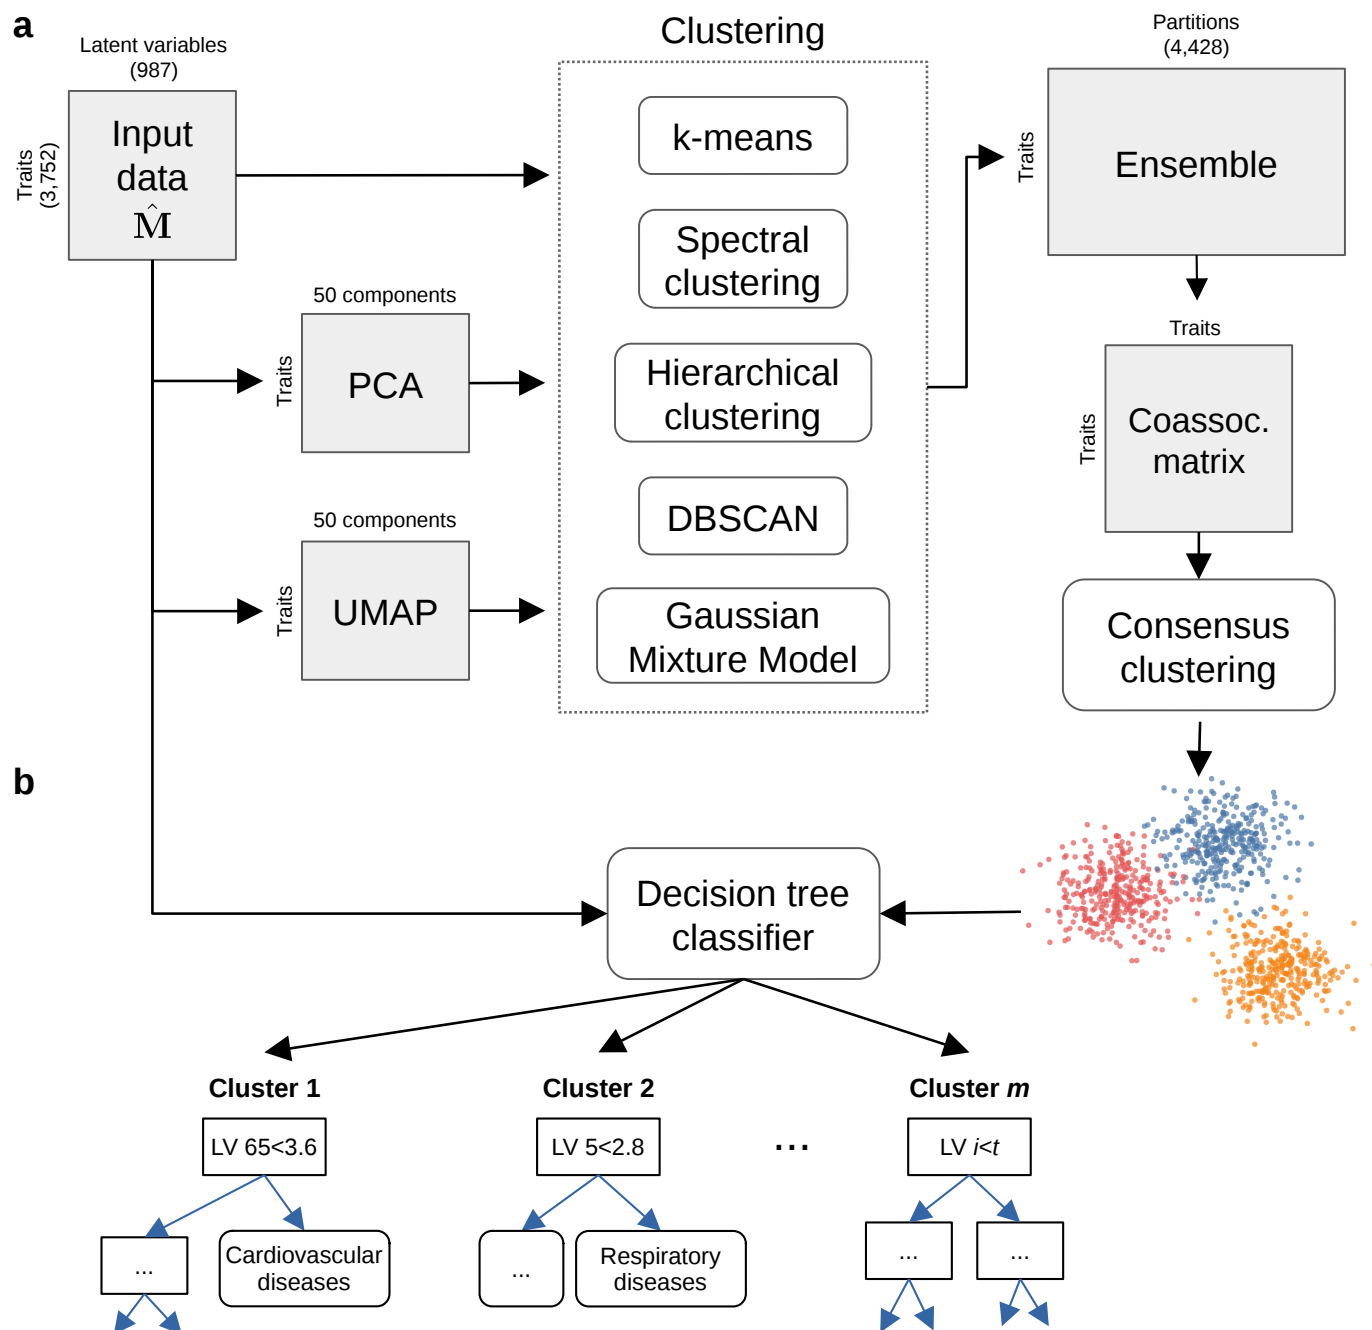 a
Latent variables
(987)
Traits
(3,752)
Input
data
M̂
Clustering
k-means
Spectral
clustering
Hierarchical
clustering
DBSCAN
Gaussian
Mixture Model
50 components
Traits
PCA
50 components
Traits
UMAP
Partitions
(4,428)
Traits
Ensemble
Traits
Traits
Coassoc.
matrix
Consensus
clustering
b
Decision tree
classifier
Cluster 1
LV 65<3.6
...
Cardiovascular
diseases
Cluster 2
LV 5<2.8
...
Respiratory
diseases
...
Cluster m
LV i<t
...
...